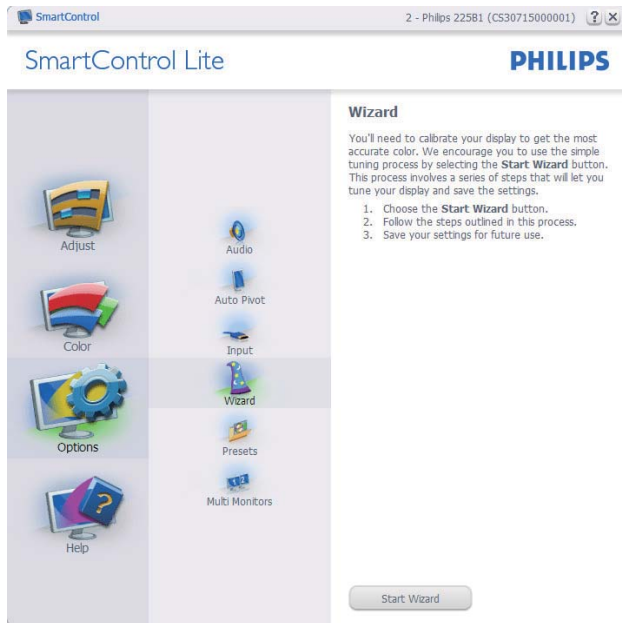 SmartControl
2 - Philips 225B1 (CS30715000001)
? X
SmartControl Lite
PHILIPS
Adjust
Color
Options
Help
?
Audio
Auto Pivot
Input
Wizard
Presets
1 2
Multi Monitors
Wizard
You'll need to calibrate your display to get the most
accurate color. We encourage you to use the simple
tuning process by selecting the Start Wizard button.
This process involves a series of steps that will let you
tune your display and save the settings.
1. Choose the Start Wizard button.
2. Follow the steps outlined in this process.
3. Save your settings for future use.
Start Wizard